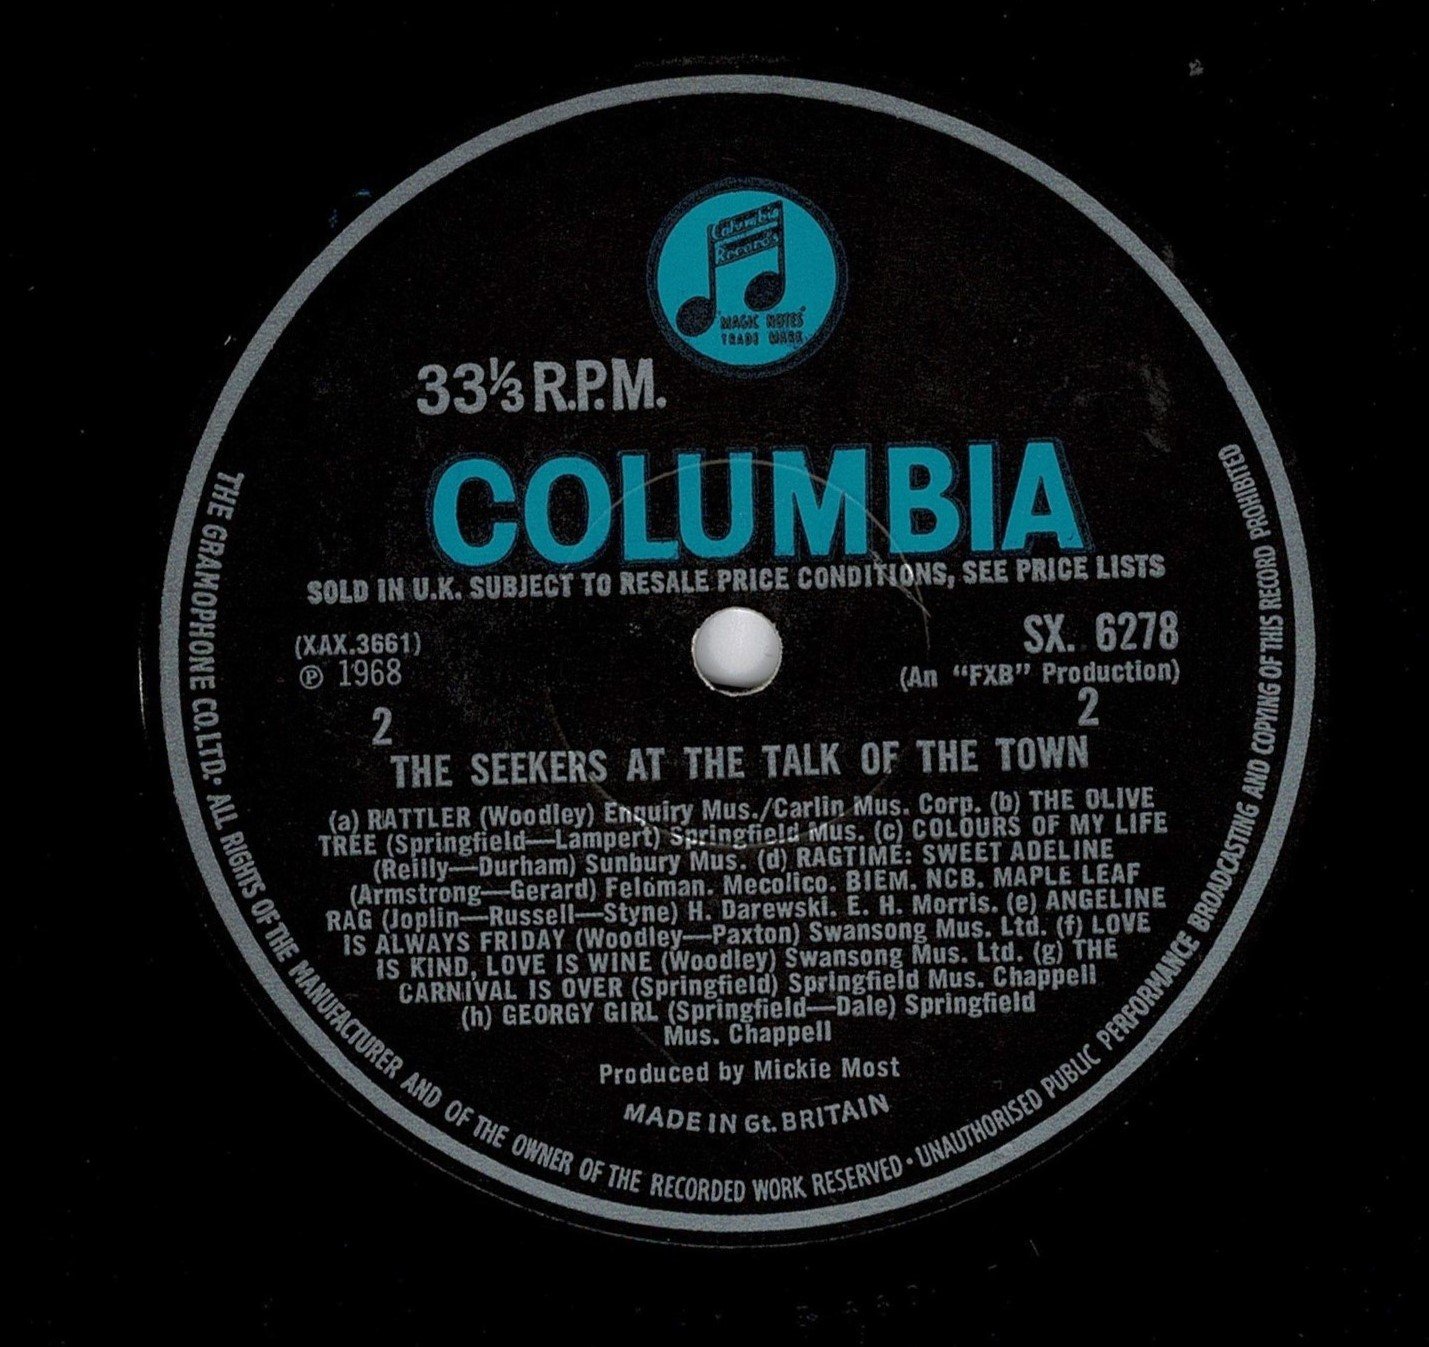 Columbia
Records
"MAGIC NOTES"
TRADE MARK
33⅓ R.P.M.
COLUMBIA
SOLD IN U.K. SUBJECT TO RESALE PRICE CONDITIONS, SEE PRICE LISTS
(XAX.3661)
℗ 1968
2
SX. 6278
(An "FXB" Production)
2
THE SEEKERS AT THE TALK OF THE TOWN
(a) RATTLER (Woodley) Enquiry Mus./Carlin Mus. Corp. (b) THE OLIVE
TREE (Springfield—Lampert) Springfield Mus. (c) COLOURS OF MY LIFE
(Reilly—Durham) Sunbury Mus. (d) RAGTIME: SWEET ADELINE
(Armstrong—Gerard) Feloman. Mecolico. BIEM. NCB. MAPLE LEAF
RAG (Joplin—Russell—Styne) H. Darewski. E. H. Morris. (e) ANGELINE
IS ALWAYS FRIDAY (Woodley—Paxton) Swansong Mus. Ltd. (f) LOVE
IS KIND, LOVE IS WINE (Woodley) Swansong Mus. Ltd. (g) THE
CARNIVAL IS OVER (Springfield) Springfield Mus. Chappell
(h) GEORGY GIRL (Springfield—Dale) Springfield
Mus. Chappell
Produced by Mickie Most
MADE IN Gt. BRITAIN
THE GRAMOPHONE CO. LTD. · ALL RIGHTS OF THE MANUFACTURER AND OF THE OWNER OF THE RECORDED WORK RESERVED · UNAUTHORISED PUBLIC PERFORMANCE BROADCASTING AND COPYING OF THIS RECORD PROHIBITED